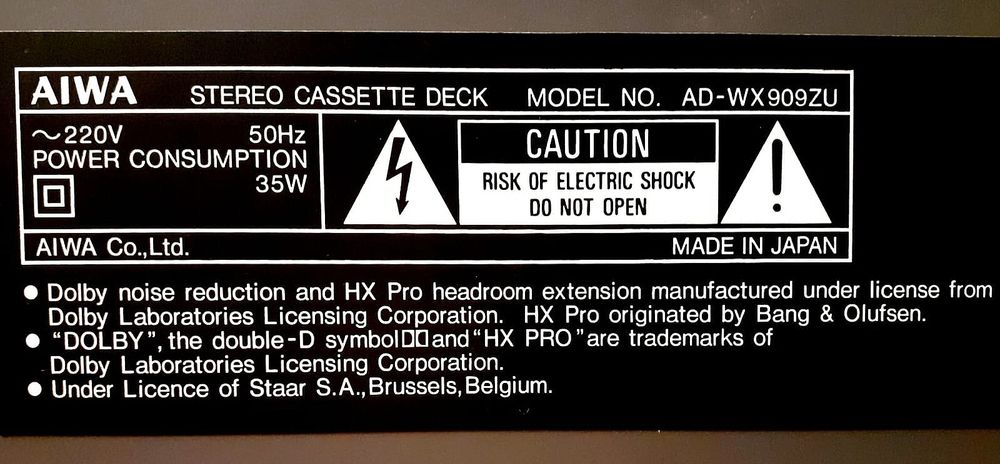 AIWA STEREO CASSETTE DECK MODEL NO. AD-WX909ZU
~220V 50Hz
POWER CONSUMPTION
35W
CAUTION
RISK OF ELECTRIC SHOCK
DO NOT OPEN
!
AIWA Co.,Ltd. MADE IN JAPAN
● Dolby noise reduction and HX Pro headroom extension manufactured under license from
Dolby Laboratories Licensing Corporation. HX Pro originated by Bang & Olufsen.
● "DOLBY", the double-D symbol and "HX PRO" are trademarks of
Dolby Laboratories Licensing Corporation.
● Under Licence of Staar S.A., Brussels, Belgium.